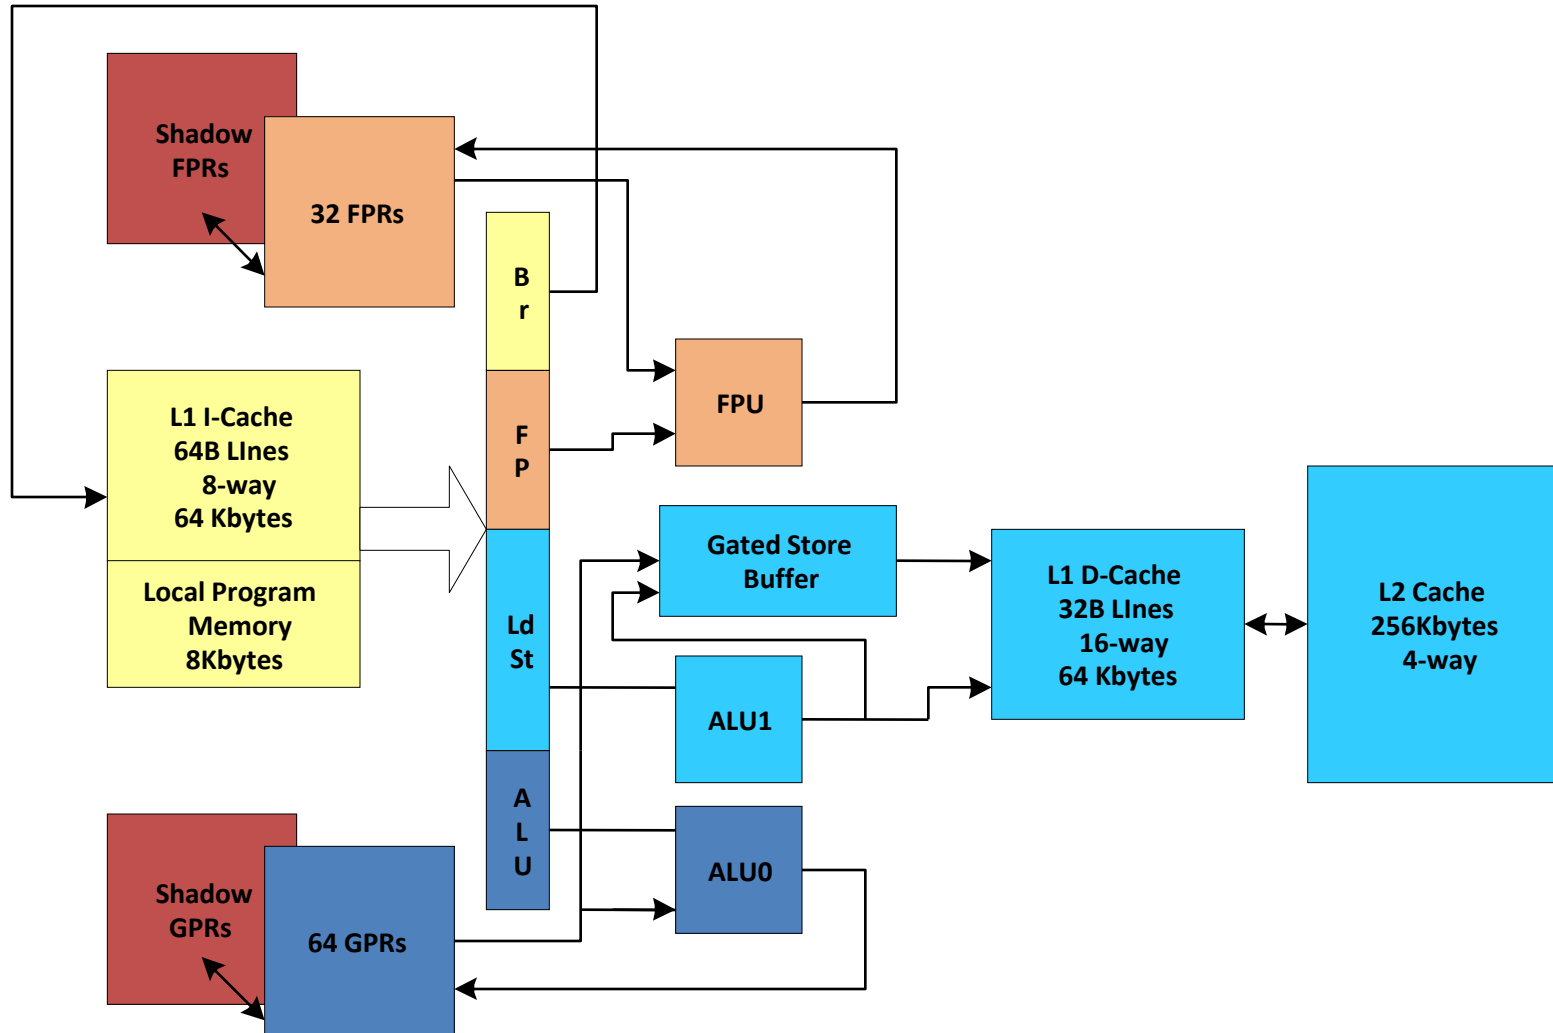 Shadow
FPRs
32 FPRs
B
r
L1 I-Cache
64B LInes
8-way
64 Kbytes
Local Program
Memory
8Kbytes
F
P
FPU
Gated Store
Buffer
Ld
St
L1 D-Cache
32B LInes
16-way
64 Kbytes
L2 Cache
256Kbytes
4-way
ALU1
A
L
U
ALU0
Shadow
GPRs
64 GPRs